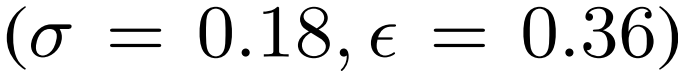 (σ = 0.18, ϵ = 0.36)